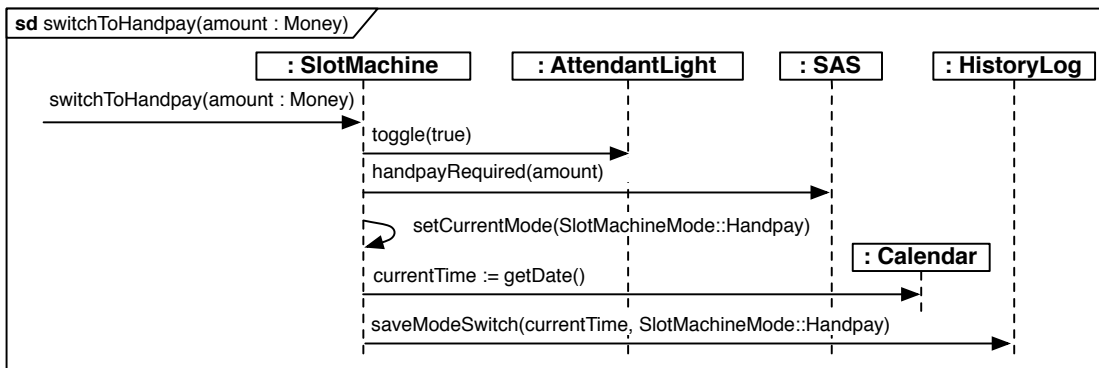 sd switchToHandpay(amount : Money)
: SlotMachine
: AttendantLight
: SAS
: HistoryLog
switchToHandpay(amount : Money)
toggle(true)
handpayRequired(amount)
setCurrentMode(SlotMachineMode::Handpay)
: Calendar
currentTime := getDate()
saveModeSwitch(currentTime, SlotMachineMode::Handpay)